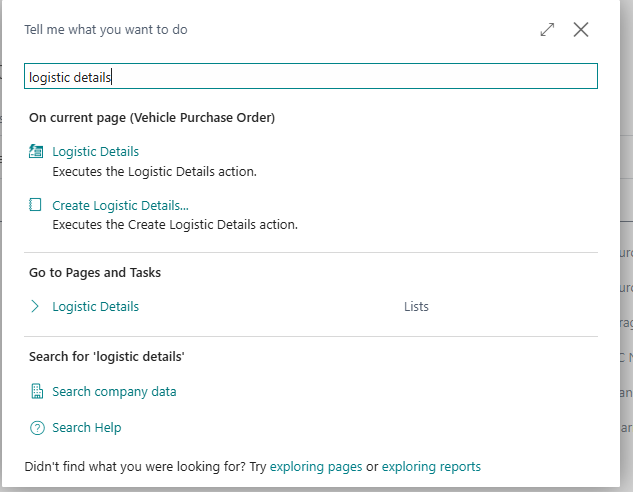 Tell me what you want to do
logistic details
On current page (Vehicle Purchase Order)
Logistic Details
Executes the Logistic Details action.
Create Logistic Details...
Executes the Create Logistic Details action.
Go to Pages and Tasks
Logistic Details Lists
Search for 'logistic details'
Search company data
Search Help
Didn't find what you were looking for? Try exploring pages or exploring reports